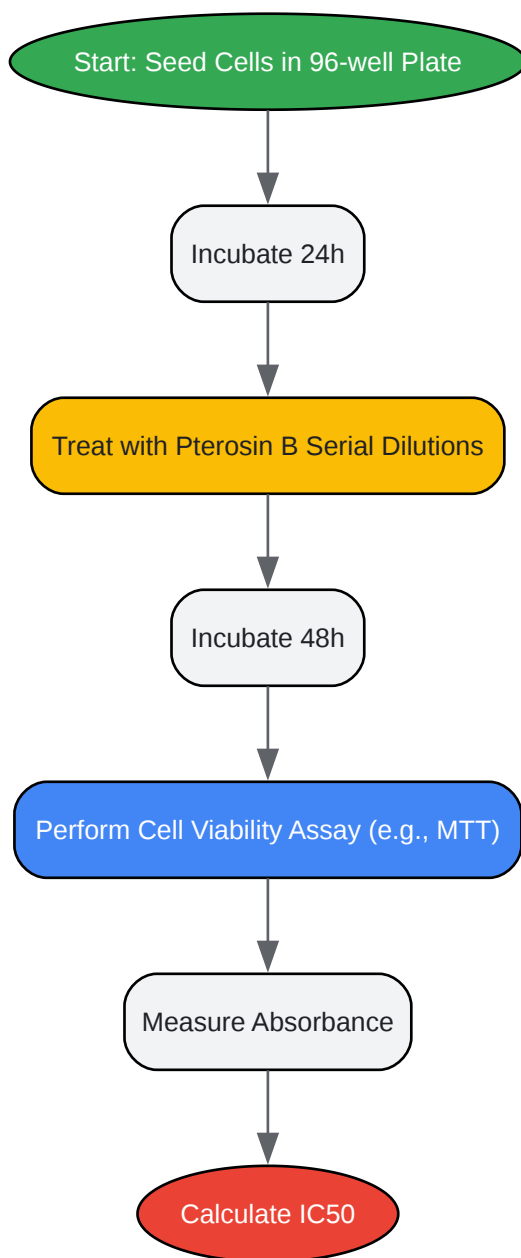 Start: Seed Cells in 96-well Plate
Incubate 24h
Treat with Pterosin B Serial Dilutions
Incubate 48h
Perform Cell Viability Assay (e.g., MTT)
Measure Absorbance
Calculate IC50